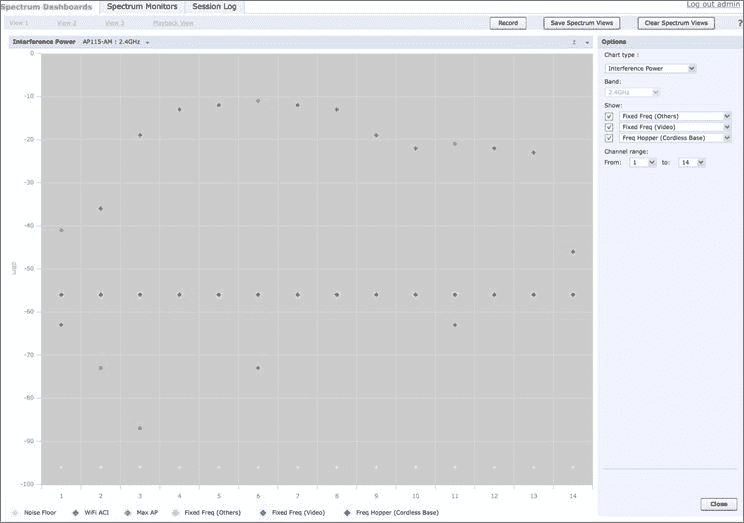 Spectrum Dashboards Spectrum Monitors Session Log Log out admin
View 1 View 2 View 3 Playback View Record Save Spectrum Views Clear Spectrum Views ?
Interference Power AP115-AM : 2.4GHz
Options
Chart type :
Interference Power
Band:
2.4GHz
Show:
Fixed Freq (Others)
Fixed Freq (Video)
Freq Hopper (Cordless Base)
Channel range:
From: 1 to: 14
0
-10
-20
-30
-40
-50
-60
-70
-80
-90
-100
dBm
1 2 3 4 5 6 7 8 9 10 11 12 13 14
Noise Floor WiFi ACI Max AP Fixed Freq (Others) Fixed Freq (Video) Freq Hopper (Cordless Base)
Close